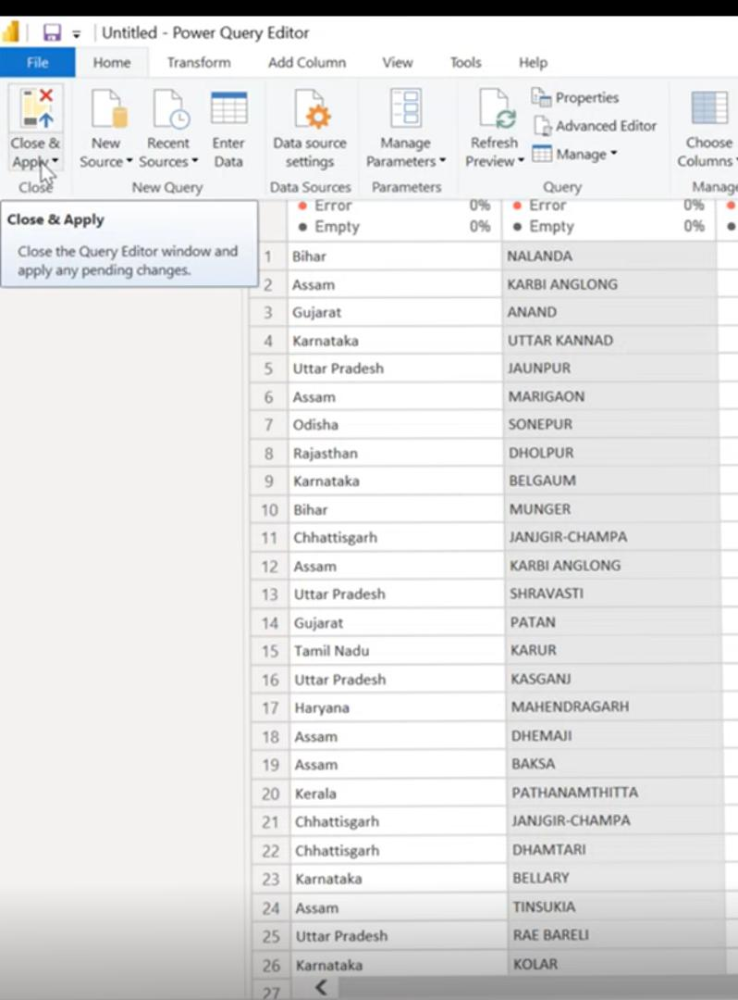 Untitled - Power Query Editor
File Home Transform Add Column View Tools Help
Close & Apply
New Source
Recent Sources
Enter Data
Data source settings
Manage Parameters
Refresh Preview
Properties
Advanced Editor
Manage
Choose Columns
Close New Query Data Sources Parameters Query Manage
Close & Apply
Close the Query Editor window and
apply any pending changes.
Error 0% Error 0%
Empty 0% Empty 0%
1 Bihar NALANDA
2 Assam KARBI ANGLONG
3 Gujarat ANAND
4 Karnataka UTTAR KANNAD
5 Uttar Pradesh JAUNPUR
6 Assam MARIGAON
7 Odisha SONEPUR
8 Rajasthan DHOLPUR
9 Karnataka BELGAUM
10 Bihar MUNGER
11 Chhattisgarh JANJGIR-CHAMPA
12 Assam KARBI ANGLONG
13 Uttar Pradesh SHRAVASTI
14 Gujarat PATAN
15 Tamil Nadu KARUR
16 Uttar Pradesh KASGANJ
17 Haryana MAHENDRAGARH
18 Assam DHEMAJI
19 Assam BAKSA
20 Kerala PATHANAMTHITTA
21 Chhattisgarh JANJGIR-CHAMPA
22 Chhattisgarh DHAMTARI
23 Karnataka BELLARY
24 Assam TINSUKIA
25 Uttar Pradesh RAE BARELI
26 Karnataka KOLAR
27